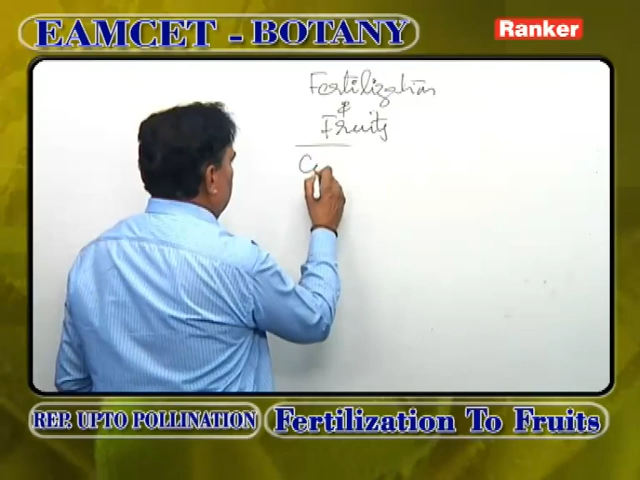 EAMCET - BOTANY
Ranker
Fertilization
&
Fruits
REP. UPTO POLLINATION
Fertilization To Fruits